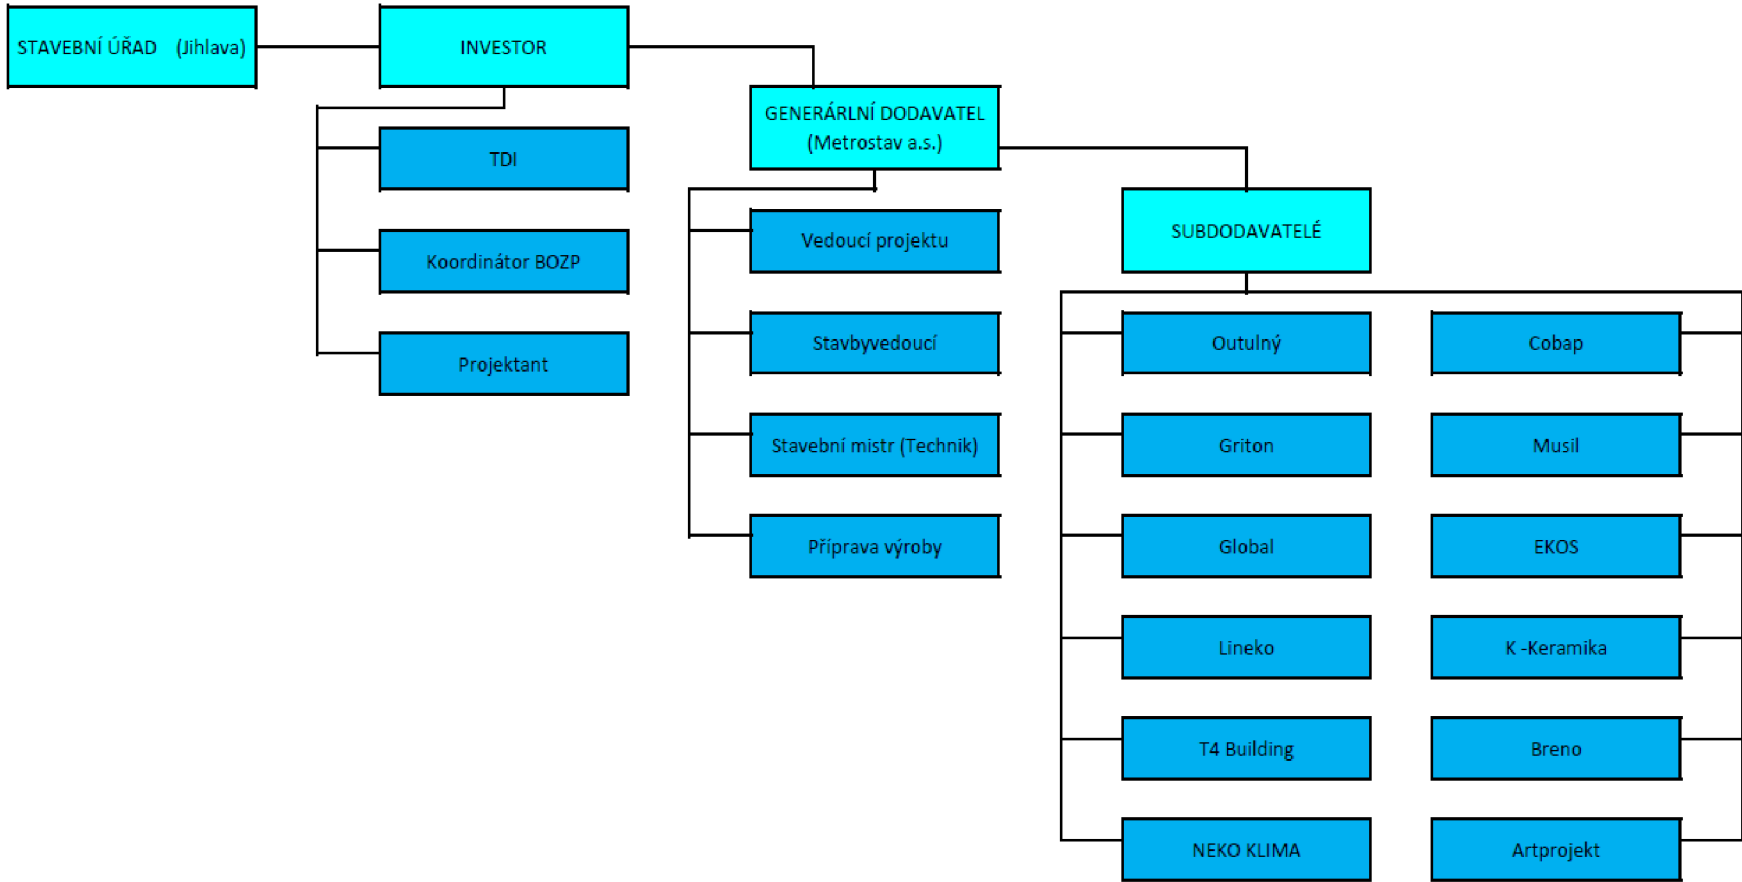 STAVEBNÍ ÚŘAD (Jihlava)
INVESTOR
TDI
Koordinátor BOZP
Projektant
GENERÁRLNÍ DODAVATEL
(Metrostav a.s.)
Vedoucí projektu
Stavbyvedoucí
Stavební mistr (Technik)
Příprava výroby
SUBDODAVATELÉ
Outulný
Griton
Global
Lineko
T4 Building
NEKO KLIMA
Cobap
Musil
EKOS
K -Keramika
Breno
Artprojekt